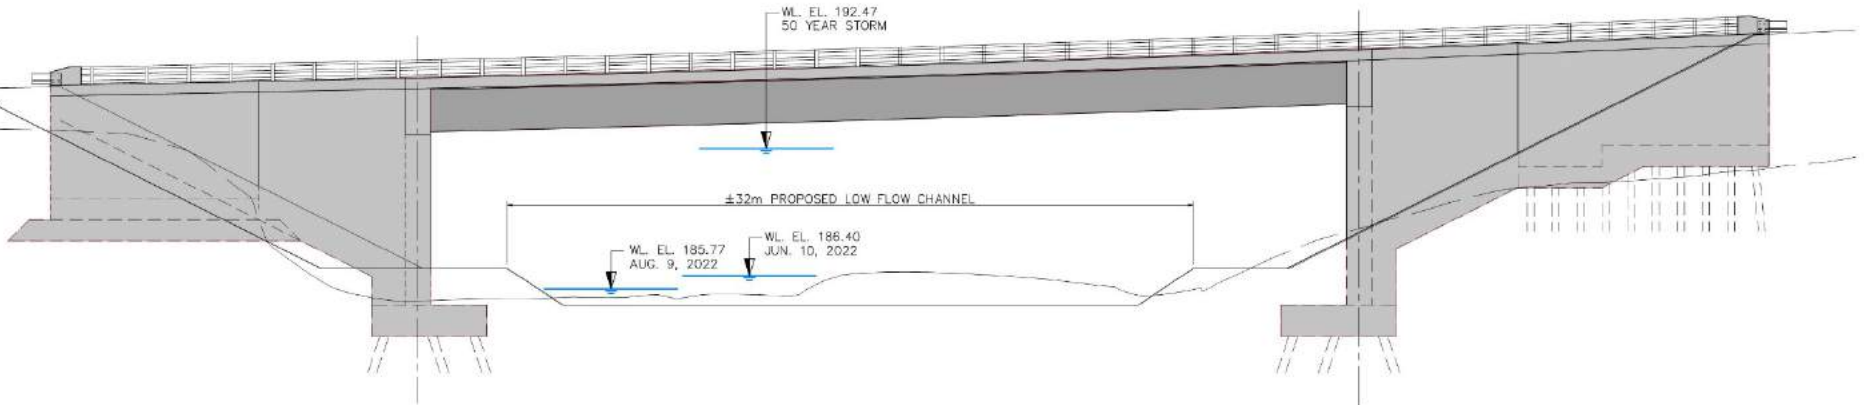 WL. EL. 192.47
50 YEAR STORM
±32m PROPOSED LOW FLOW CHANNEL
WL. EL. 185.77
AUG. 9, 2022
WL. EL. 186.40
JUN. 10, 2022